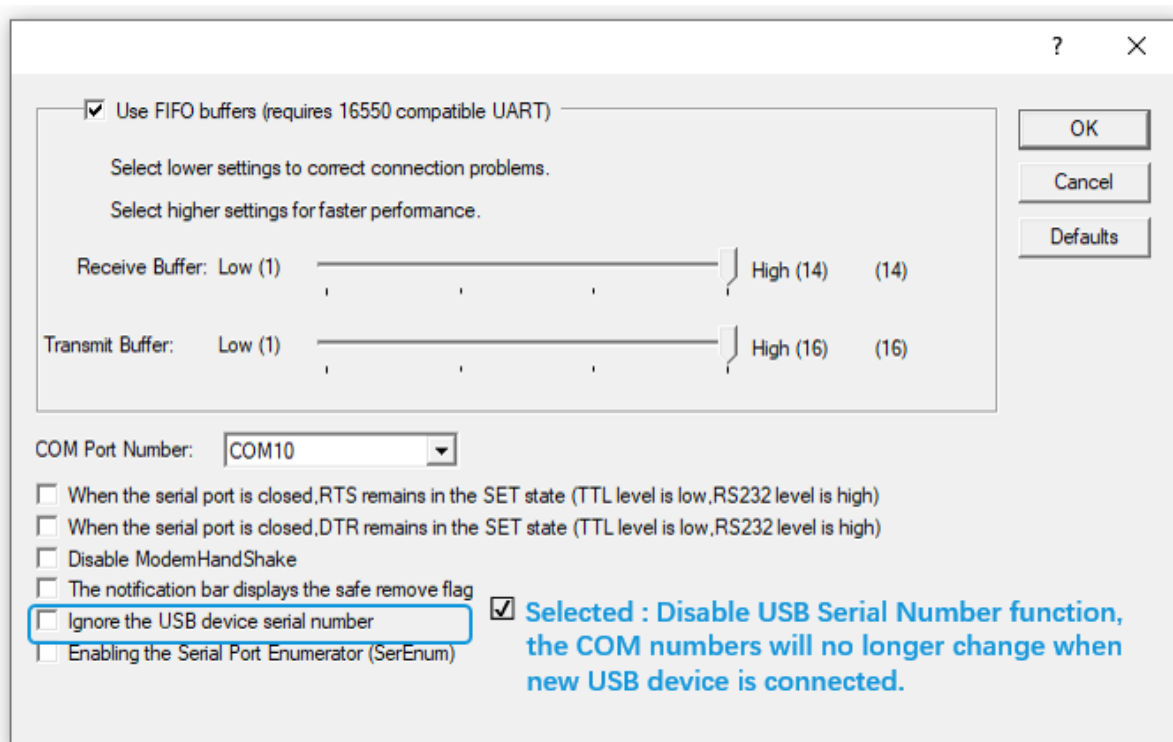 ?
Use FIFO buffers (requires 16550 compatible UART)
OK
Select lower settings to correct connection problems.
Cancel
Select higher settings for faster performance.
Defaults
Receive Buffer: Low (1) High (14) (14)
Transmit Buffer: Low (1) High (16) (16)
COM Port Number: COM10
When the serial port is closed,RTS remains in the SET state (TTL level is low,RS232 level is high)
When the serial port is closed,DTR remains in the SET state (TTL level is low,RS232 level is high)
Disable ModemHandShake
The notification bar displays the safe remove flag
Ignore the USB device serial number
Enabling the Serial Port Enumerator (SerEnum)
Selected : Disable USB Serial Number function,
the COM numbers will no longer change when
new USB device is connected.